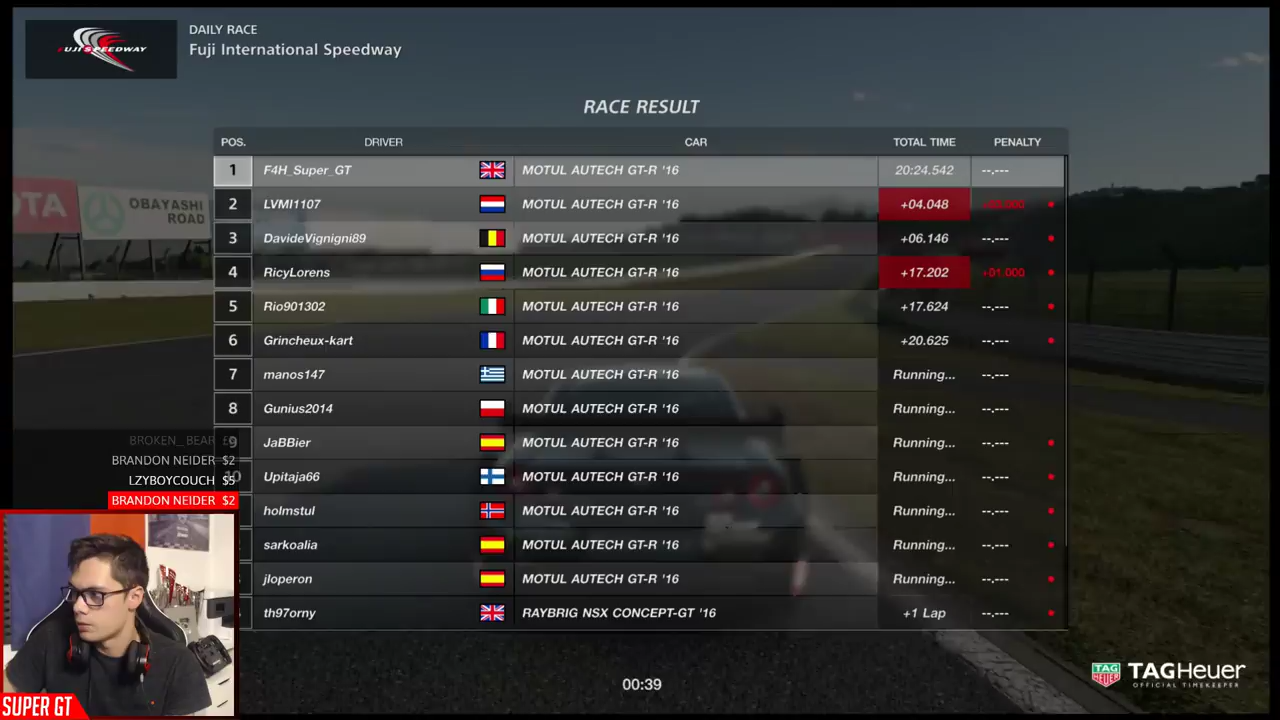 FUJI SPEEDWAY
DAILY RACE
Fuji International Speedway
RACE RESULT
POS. DRIVER CAR TOTAL TIME PENALTY
1 F4H_Super_GT MOTUL AUTECH GT-R '16 20:24.542 --.---
2 LVMI1107 MOTUL AUTECH GT-R '16 +04.048
3 DavideVignigni89 MOTUL AUTECH GT-R '16 +06.146 --.---
4 RicyLorens MOTUL AUTECH GT-R '16 +17.202 +01.000
5 Rio901302 MOTUL AUTECH GT-R '16 +17.624 --.---
6 Grincheux-kart MOTUL AUTECH GT-R '16 +20.625 --.---
7 manos147 MOTUL AUTECH GT-R '16 Running... --.---
8 Gunius2014 MOTUL AUTECH GT-R '16 Running... --.---
9 JaBBier MOTUL AUTECH GT-R '16 Running... --.---
10 Upitaja66 MOTUL AUTECH GT-R '16 Running... --.---
holmstul MOTUL AUTECH GT-R '16 Running... --.---
sarkoalia MOTUL AUTECH GT-R '16 Running... --.---
jloperon MOTUL AUTECH GT-R '16 Running... --.---
th97orny RAYBRIG NSX CONCEPT-GT '16 +1 Lap --.---
OBAYASHI
ROAD
BROKEN_BEAR
BRANDON NEIDER $2
LZYBOYCOUCH $5
BRANDON NEIDER $2
SUPER GT
00:39
TAG HEUER
TAGHeuer
OFFICIAL TIMEKEEPER